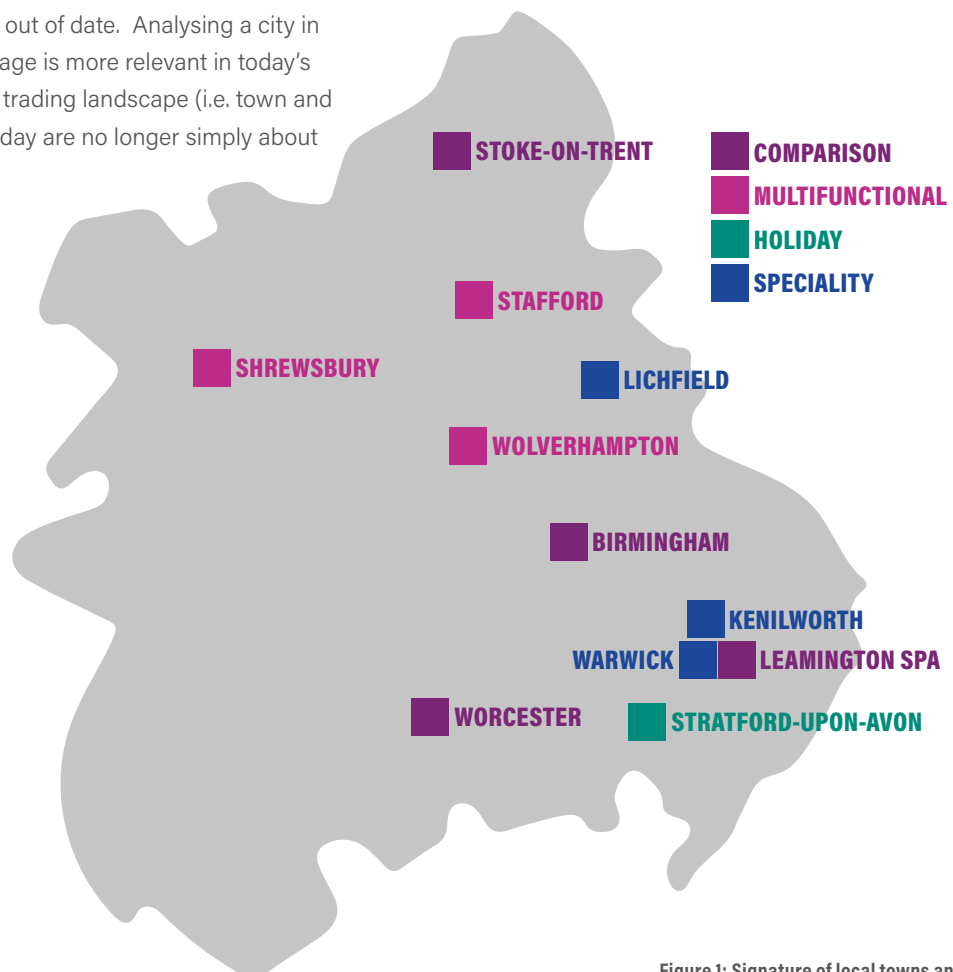 out of date. Analysing a city in
age is more relevant in today's
trading landscape (i.e. town and
day are no longer simply about
STOKE-ON-TRENT
COMPARISON
MULTIFUNCTIONAL
HOLIDAY
SPECIALITY
STAFFORD
SHREWSBURY
LICHFIELD
WOLVERHAMPTON
BIRMINGHAM
KENILWORTH
WARWICK
LEAMINGTON SPA
WORCESTER
STRATFORD-UPON-AVON
Figure 1: Signature of local towns an